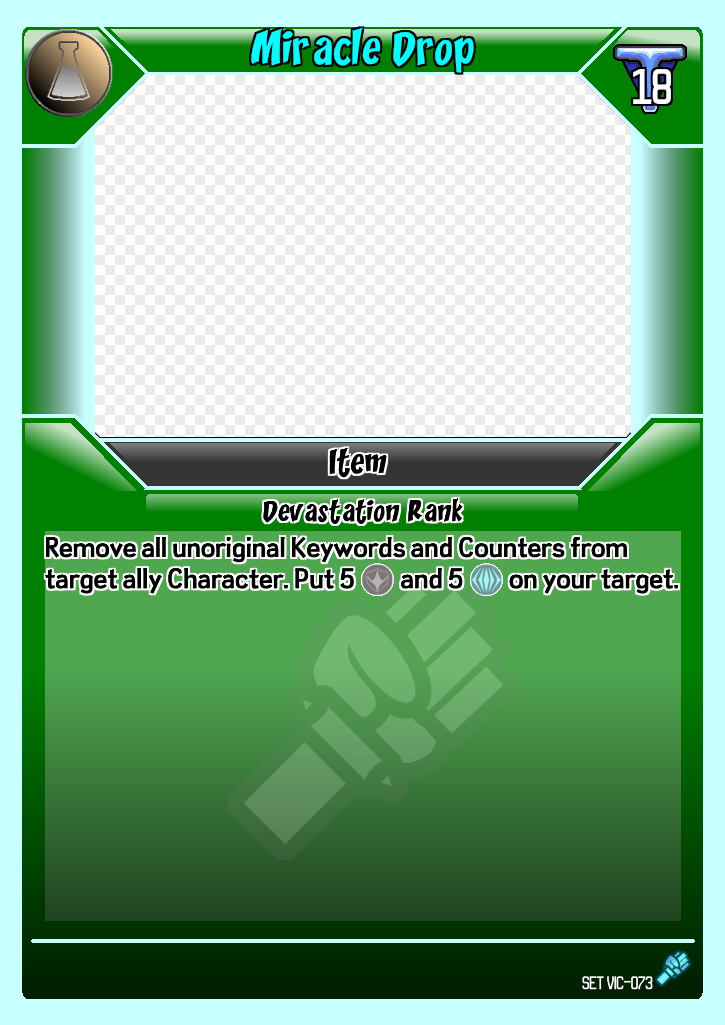 Miracle Drop
18
Item
Devastation Rank
Remove all unoriginal Keywords and Counters from
target ally Character. Put 5 and 5 on your target.
SET VIC-073